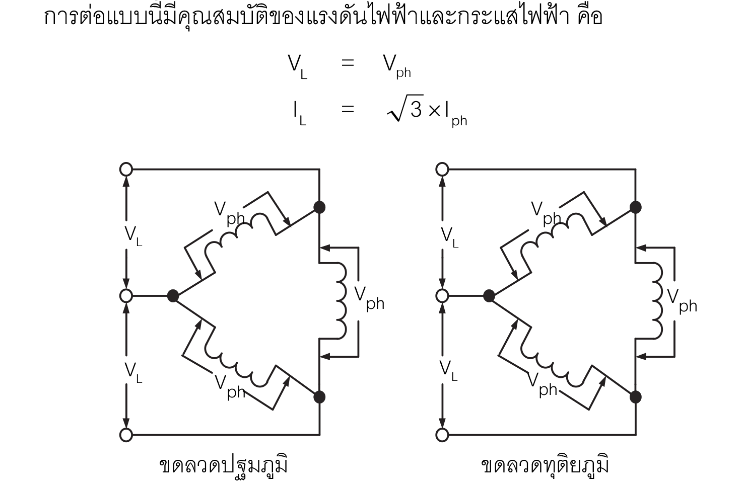 การต่อแบบนี้มีคุณสมบัติของแรงดันไฟฟ้าและกระแสไฟฟ้า คือ
V_L = V_ph
I_L = √3 × I_ph
V_ph
V_ph
V_L
V_L
V_ph
V_ph
V_L
V_L
V_ph
V_ph
ขดลวดปฐมภูมิ
ขดลวดทุติยภูมิ